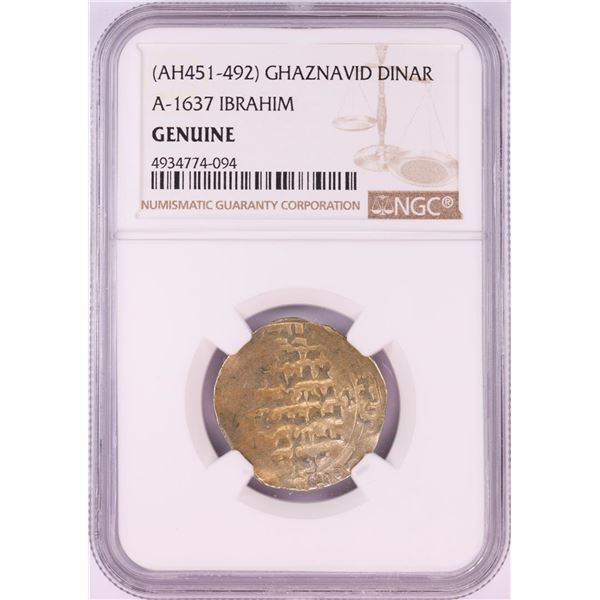 (AH451-492) GHAZNAVID DINAR
A-1637 IBRAHIM
GENUINE
4934774-094
NUMISMATIC GUARANTY CORPORATION NGC®